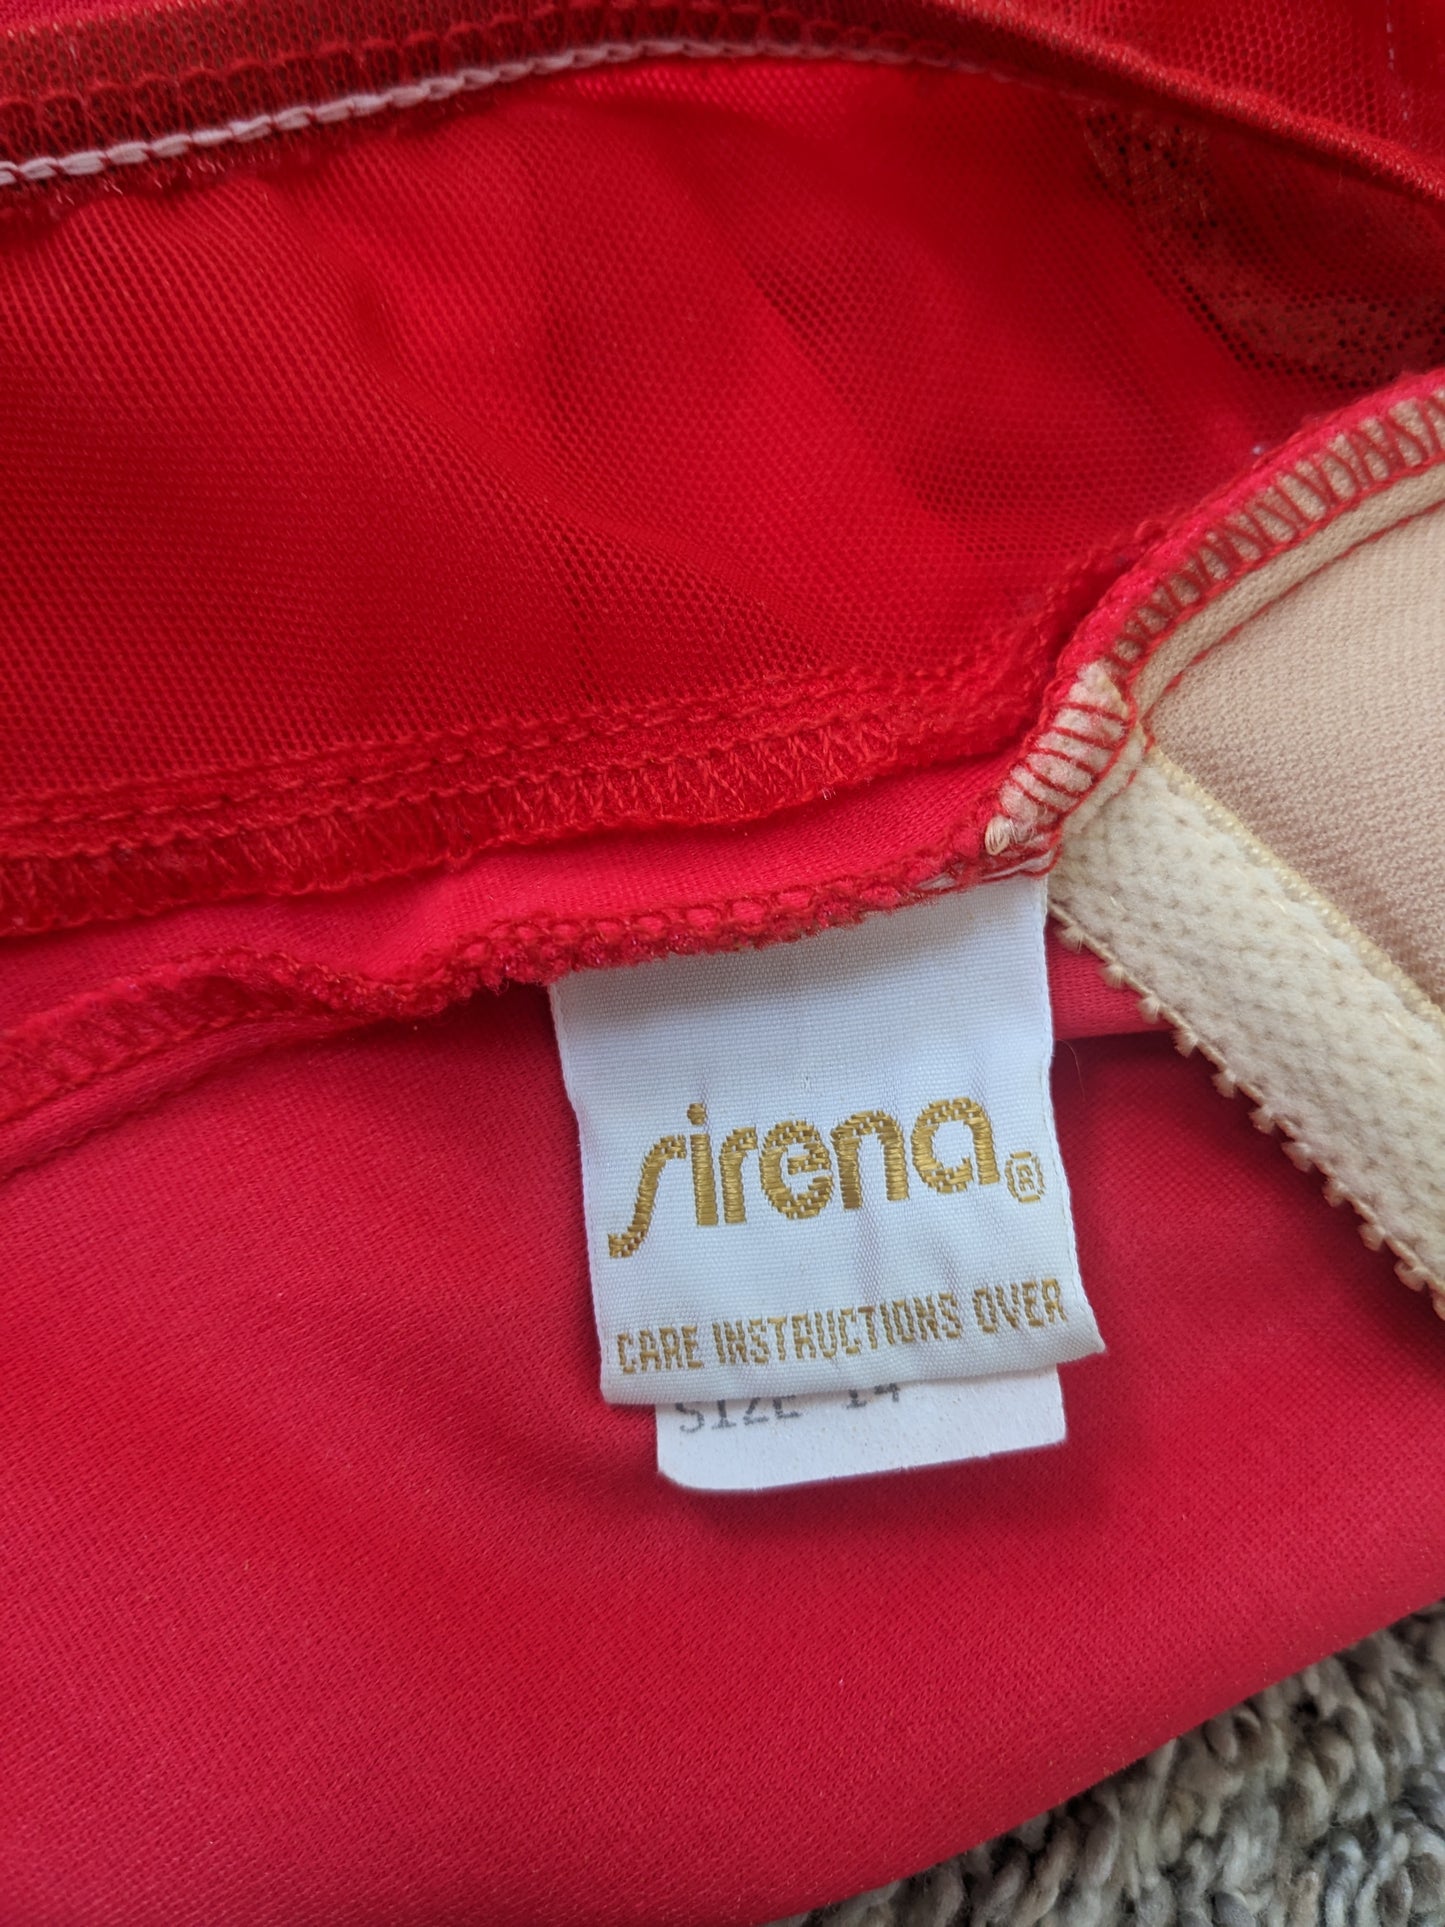 sirena®
CARE INSTRUCTIONS OVER
SIZE 14